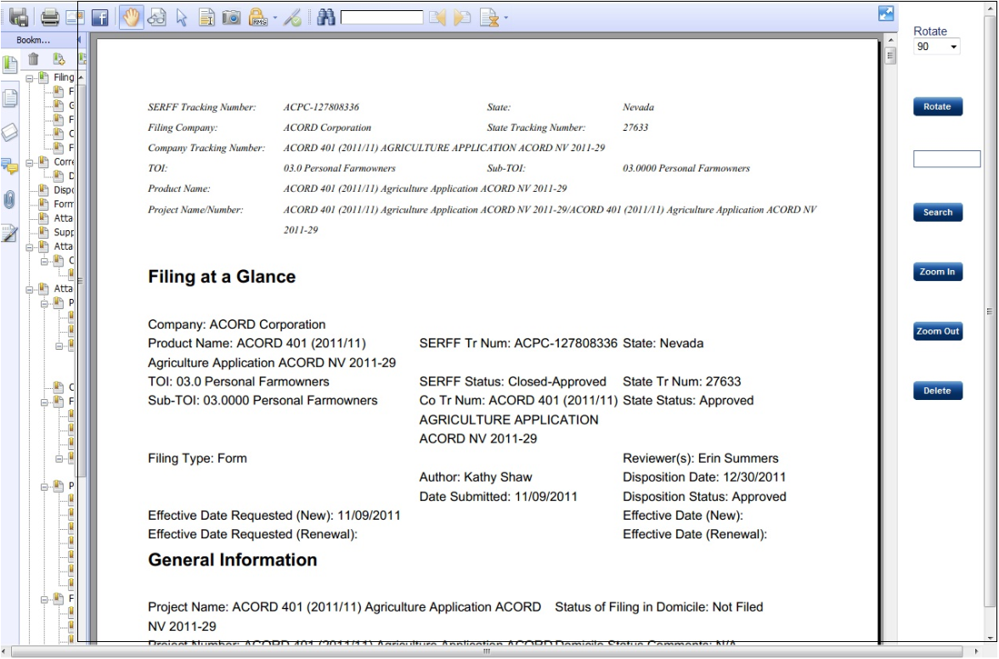 Bookm...
Filing
F
G
F
C
F
Corre
D
Dispo
Form
Atta
Supp
Atta
C
Atta
P
C
F
P
F
RMS
SERFF Tracking Number: ACPC-127808336 State: Nevada
Filing Company: ACORD Corporation State Tracking Number: 27633
Company Tracking Number: ACORD 401 (2011/11) AGRICULTURE APPLICATION ACORD NV 2011-29
TOI: 03.0 Personal Farmowners Sub-TOI: 03.0000 Personal Farmowners
Product Name: ACORD 401 (2011/11) Agriculture Application ACORD NV 2011-29
Project Name/Number: ACORD 401 (2011/11) Agriculture Application ACORD NV 2011-29/ACORD 401 (2011/11) Agriculture Application ACORD NV
2011-29
Filing at a Glance
Company: ACORD Corporation
Product Name: ACORD 401 (2011/11) SERFF Tr Num: ACPC-127808336 State: Nevada
Agriculture Application ACORD NV 2011-29
TOI: 03.0 Personal Farmowners SERFF Status: Closed-Approved State Tr Num: 27633
Sub-TOI: 03.0000 Personal Farmowners Co Tr Num: ACORD 401 (2011/11) State Status: Approved
AGRICULTURE APPLICATION
ACORD NV 2011-29
Filing Type: Form Reviewer(s): Erin Summers
Author: Kathy Shaw Disposition Date: 12/30/2011
Date Submitted: 11/09/2011 Disposition Status: Approved
Effective Date Requested (New): 11/09/2011 Effective Date (New):
Effective Date Requested (Renewal): Effective Date (Renewal):
General Information
Project Name: ACORD 401 (2011/11) Agriculture Application ACORD Status of Filing in Domicile: Not Filed
NV 2011-29
Project Number: ACORD 401 (2011/11) Agriculture Application ACORD Domicile Status Comments: N/A
Rotate
90
Rotate
Search
Zoom In
Zoom Out
Delete